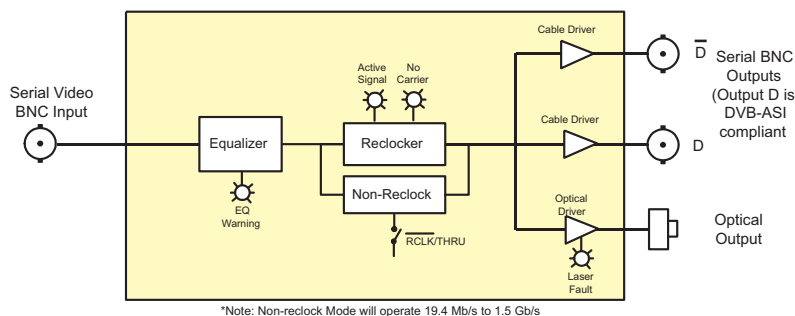 Serial Video
BNC Input
Equalizer
EQ
Warning
Active
Signal
No
Carrier
Reclocker
Non-Reclock
RCLK/THRU
Cable Driver
D
Cable Driver
D
Serial BNC
Outputs
(Output D is
DVB-ASI
compliant
Optical
Driver
Laser
Fault
Optical
Output
*Note: Non-reclock Mode will operate 19.4 Mb/s to 1.5 Gb/s